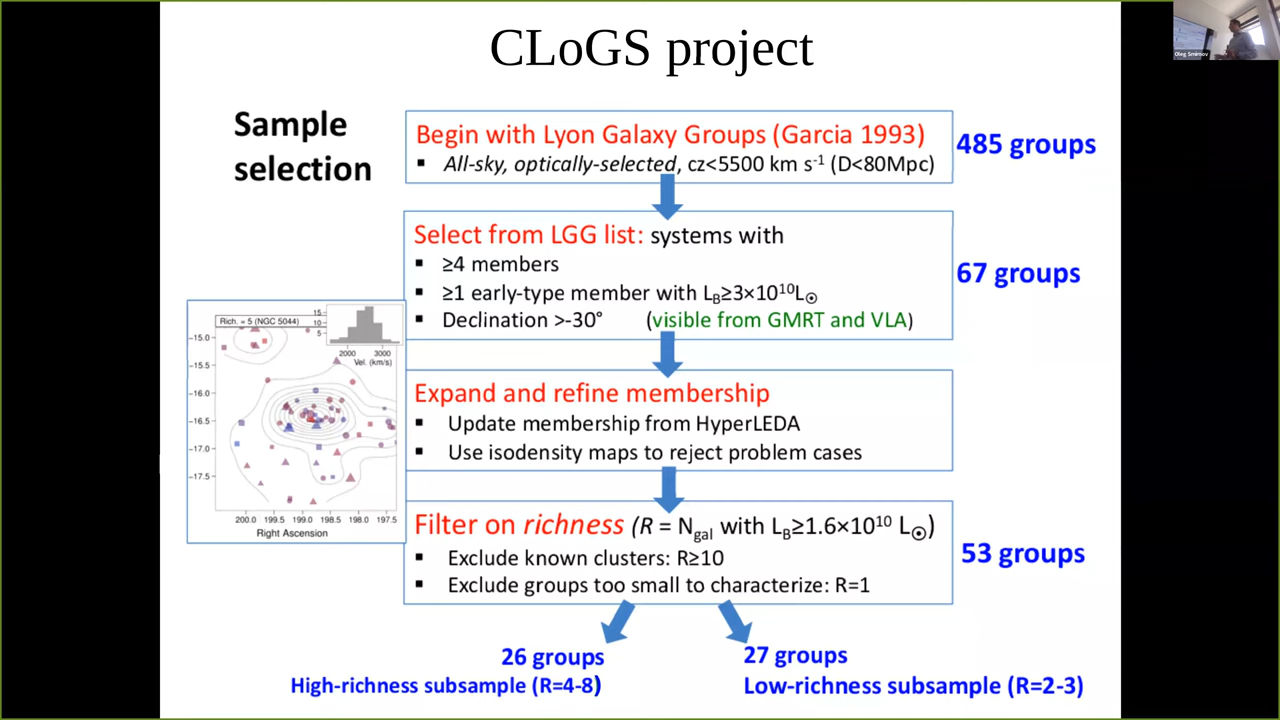 CLoGS project
Oleg Smirnov
Sample
selection
Begin with Lyon Galaxy Groups (Garcia 1993)
▪ All-sky, optically-selected, cz<5500 km s⁻¹ (D<80Mpc)
485 groups
Select from LGG list: systems with
▪ ≥4 members
▪ ≥1 early-type member with L_B≥3×10¹⁰L☉
▪ Declination >-30° (visible from GMRT and VLA)
67 groups
Rich. = 5 (NGC 5044)
15
10
5
2000 3000
Vel. (km/s)
−15.0
−15.5
−16.0
−16.5
−17.0
−17.5
200.0 199.5 199.0 198.5 198.0 197.5
Right Ascension
Expand and refine membership
▪ Update membership from HyperLEDA
▪ Use isodensity maps to reject problem cases
Filter on richness (R = N_gal with L_B≥1.6×10¹⁰ L☉)
▪ Exclude known clusters: R≥10
▪ Exclude groups too small to characterize: R=1
53 groups
26 groups
High-richness subsample (R=4-8)
27 groups
Low-richness subsample (R=2-3)